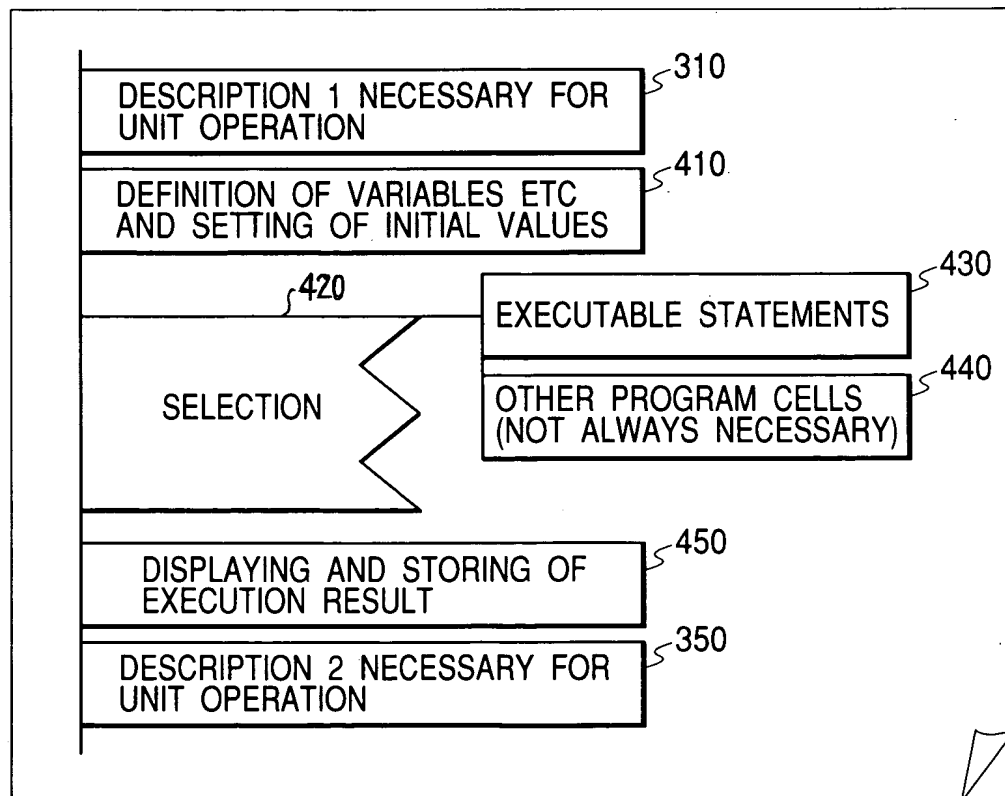 310
DESCRIPTION 1 NECESSARY FOR
UNIT OPERATION
410
DEFINITION OF VARIABLES ETC
AND SETTING OF INITIAL VALUES
420
430
EXECUTABLE STATEMENTS
SELECTION
440
OTHER PROGRAM CELLS
(NOT ALWAYS NECESSARY)
450
DISPLAYING AND STORING OF
EXECUTION RESULT
350
DESCRIPTION 2 NECESSARY FOR
UNIT OPERATION